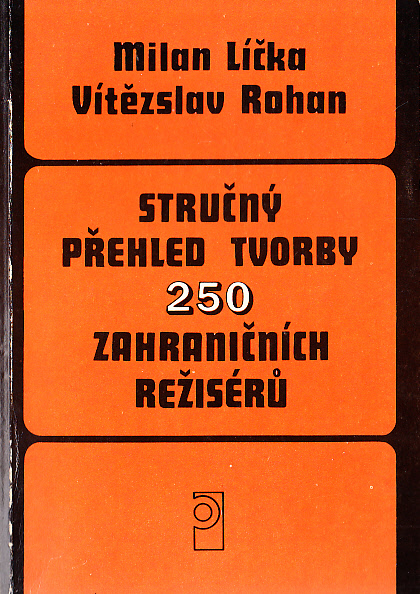 Milan Líčka
Vítězslav Rohan
STRUČNÝ
PŘEHLED TVORBY
250
ZAHRANIČNÍCH
REŽISÉRŮ